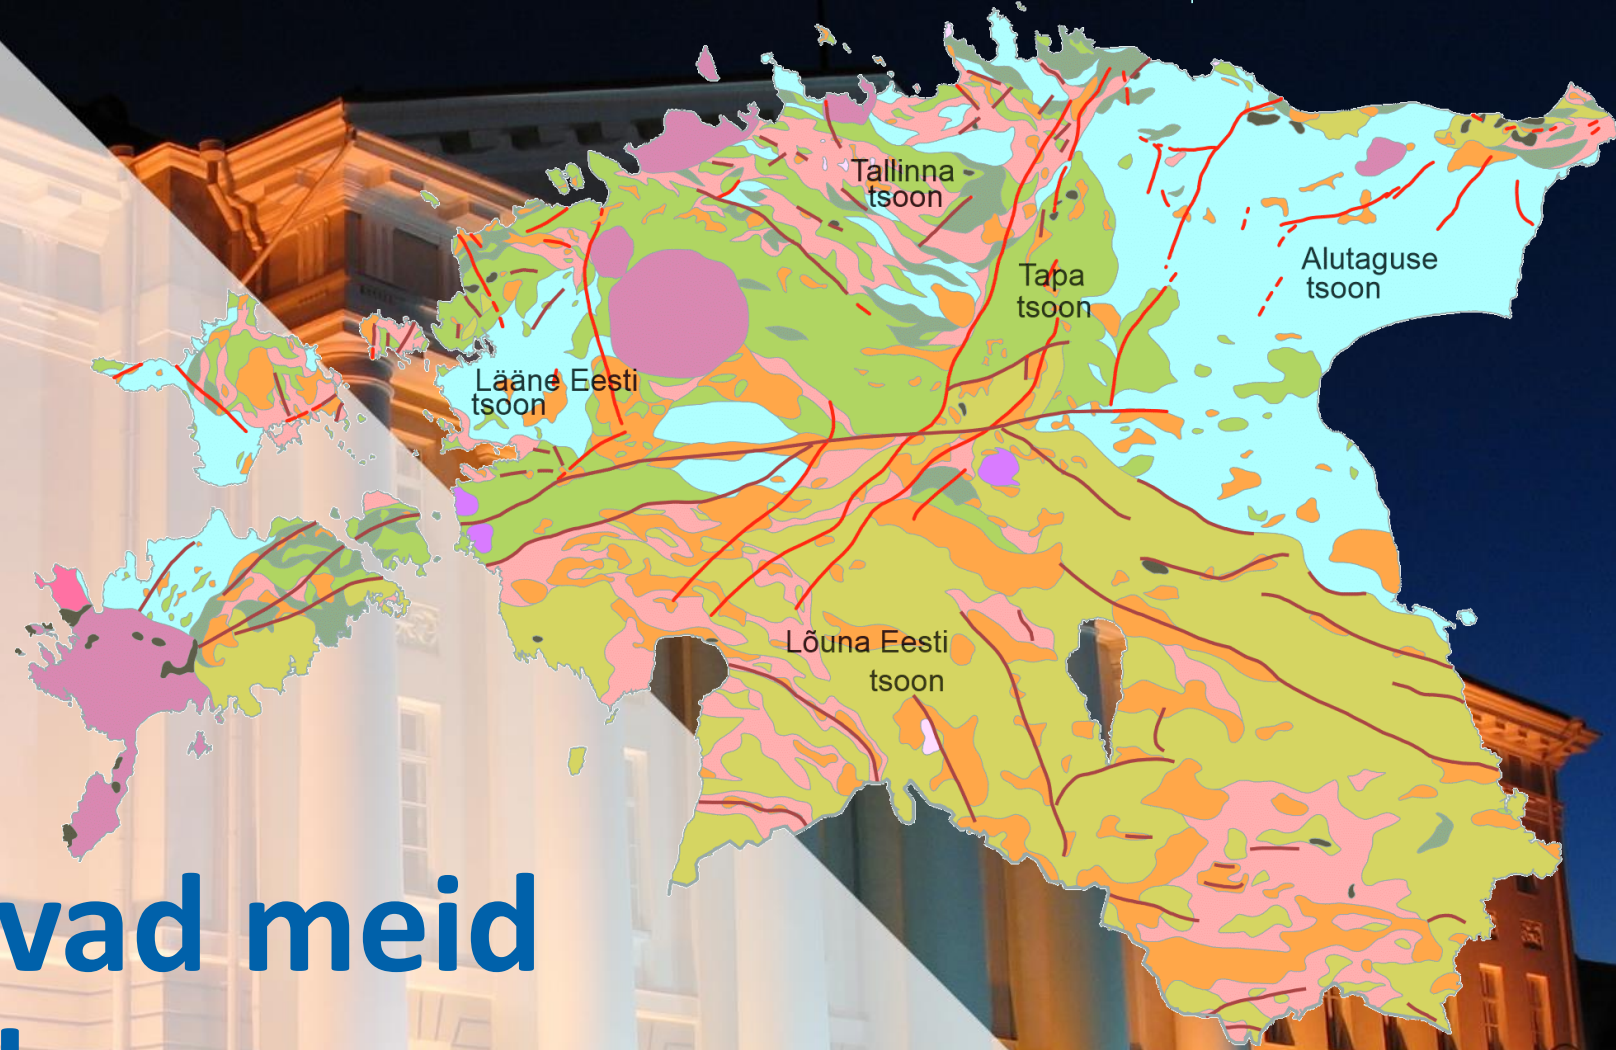 Tallinna
tsoon
Tapa
tsoon
Alutaguse
tsoon
Lääne Eesti
tsoon
Lõuna Eesti
tsoon
vad meid